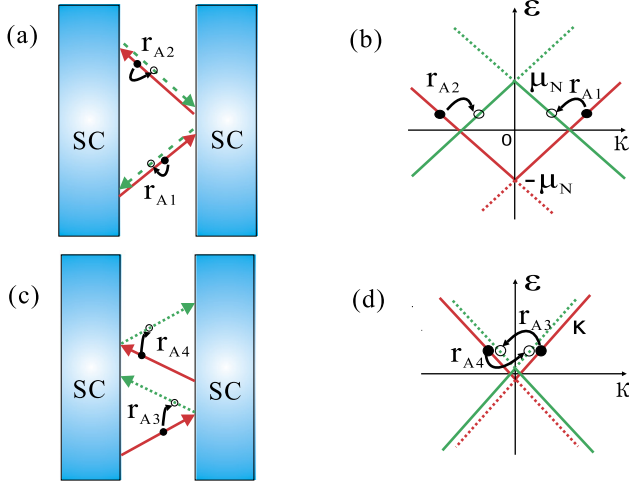 (a)
r_A2
SC
SC
r_A1
(b)
ε
r_A2
μ_N
r_A1
0
K
-μ_N
(c)
r_A4
SC
SC
r_A3
(d)
ε
r_A3
K
r_A4
K